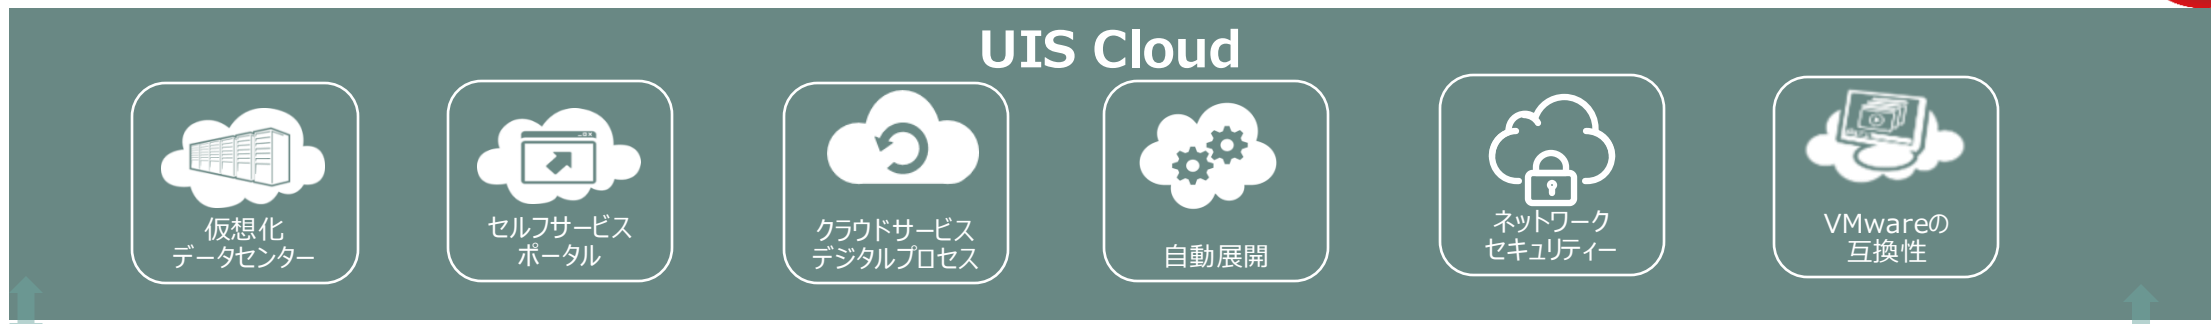 UIS Cloud
仮想化
データセンター
セルフサービス
ポータル
クラウドサービス
デジタルプロセス
自動展開
ネットワーク
セキュリティー
VMwareの
互換性